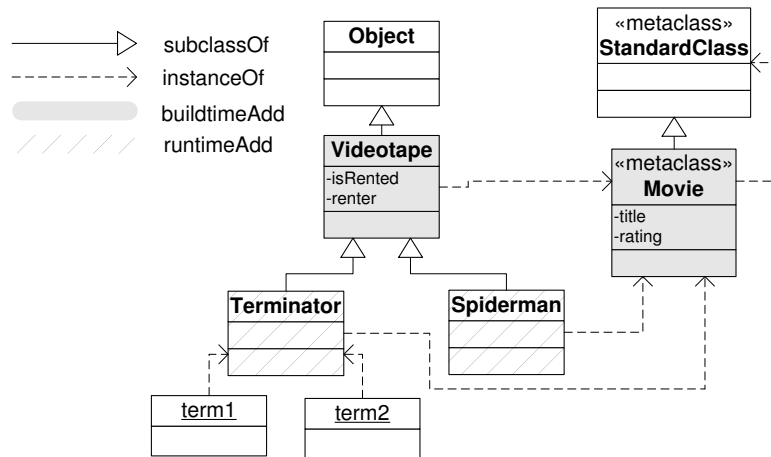 subclassOf
instanceOf
buildtimeAdd
runtimeAdd
Object
«metaclass»
StandardClass
Videotape
-isRented
-renter
«metaclass»
Movie
-title
-rating
Terminator
Spiderman
term1
term2